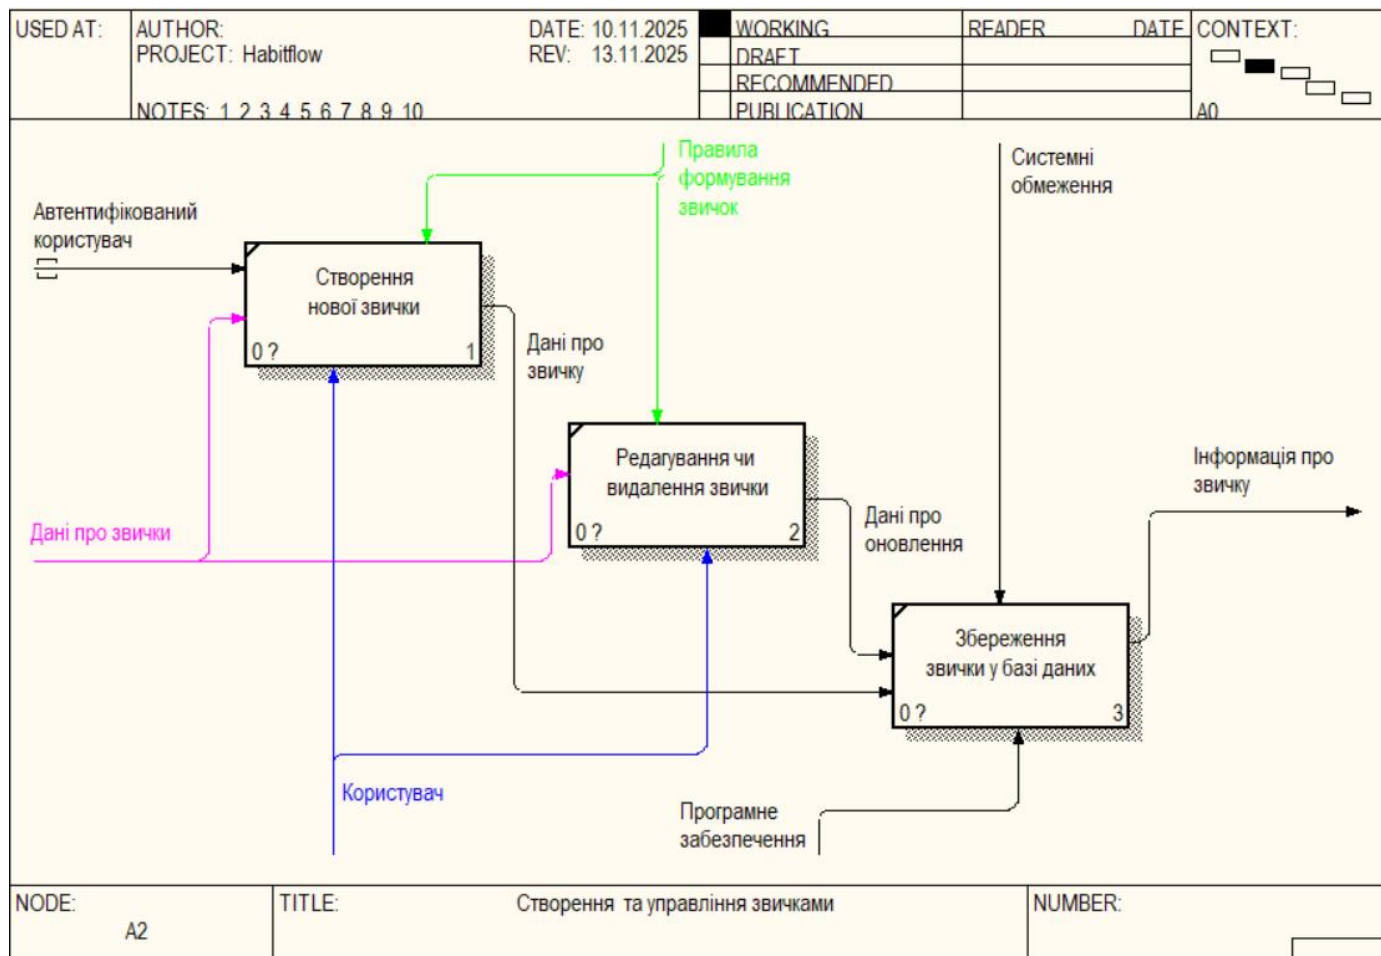 USED AT:
AUTHOR:
DATE: 10.11.2025
PROJECT: Habitflow
REV: 13.11.2025
NOTES: 1 2 3 4 5 6 7 8 9 10
WORKING
DRAFT
RECOMMENDED
PUBLICATION
READER DATE
CONTEXT:
A0
Правила
формування
звичок
Системні
обмеження
Автентифікований
користувач
Створення
нової звички
0 ? 1
Дані про
звичку
Редагування чи
видалення звички
0 ? 2
Інформація про
звичку
Дані про звички
Дані про
оновлення
Збереження
звички у базі даних
0 ? 3
Користувач
Програмне
забезпечення
NODE:
A2
TITLE:
Створення та управління звичками
NUMBER: